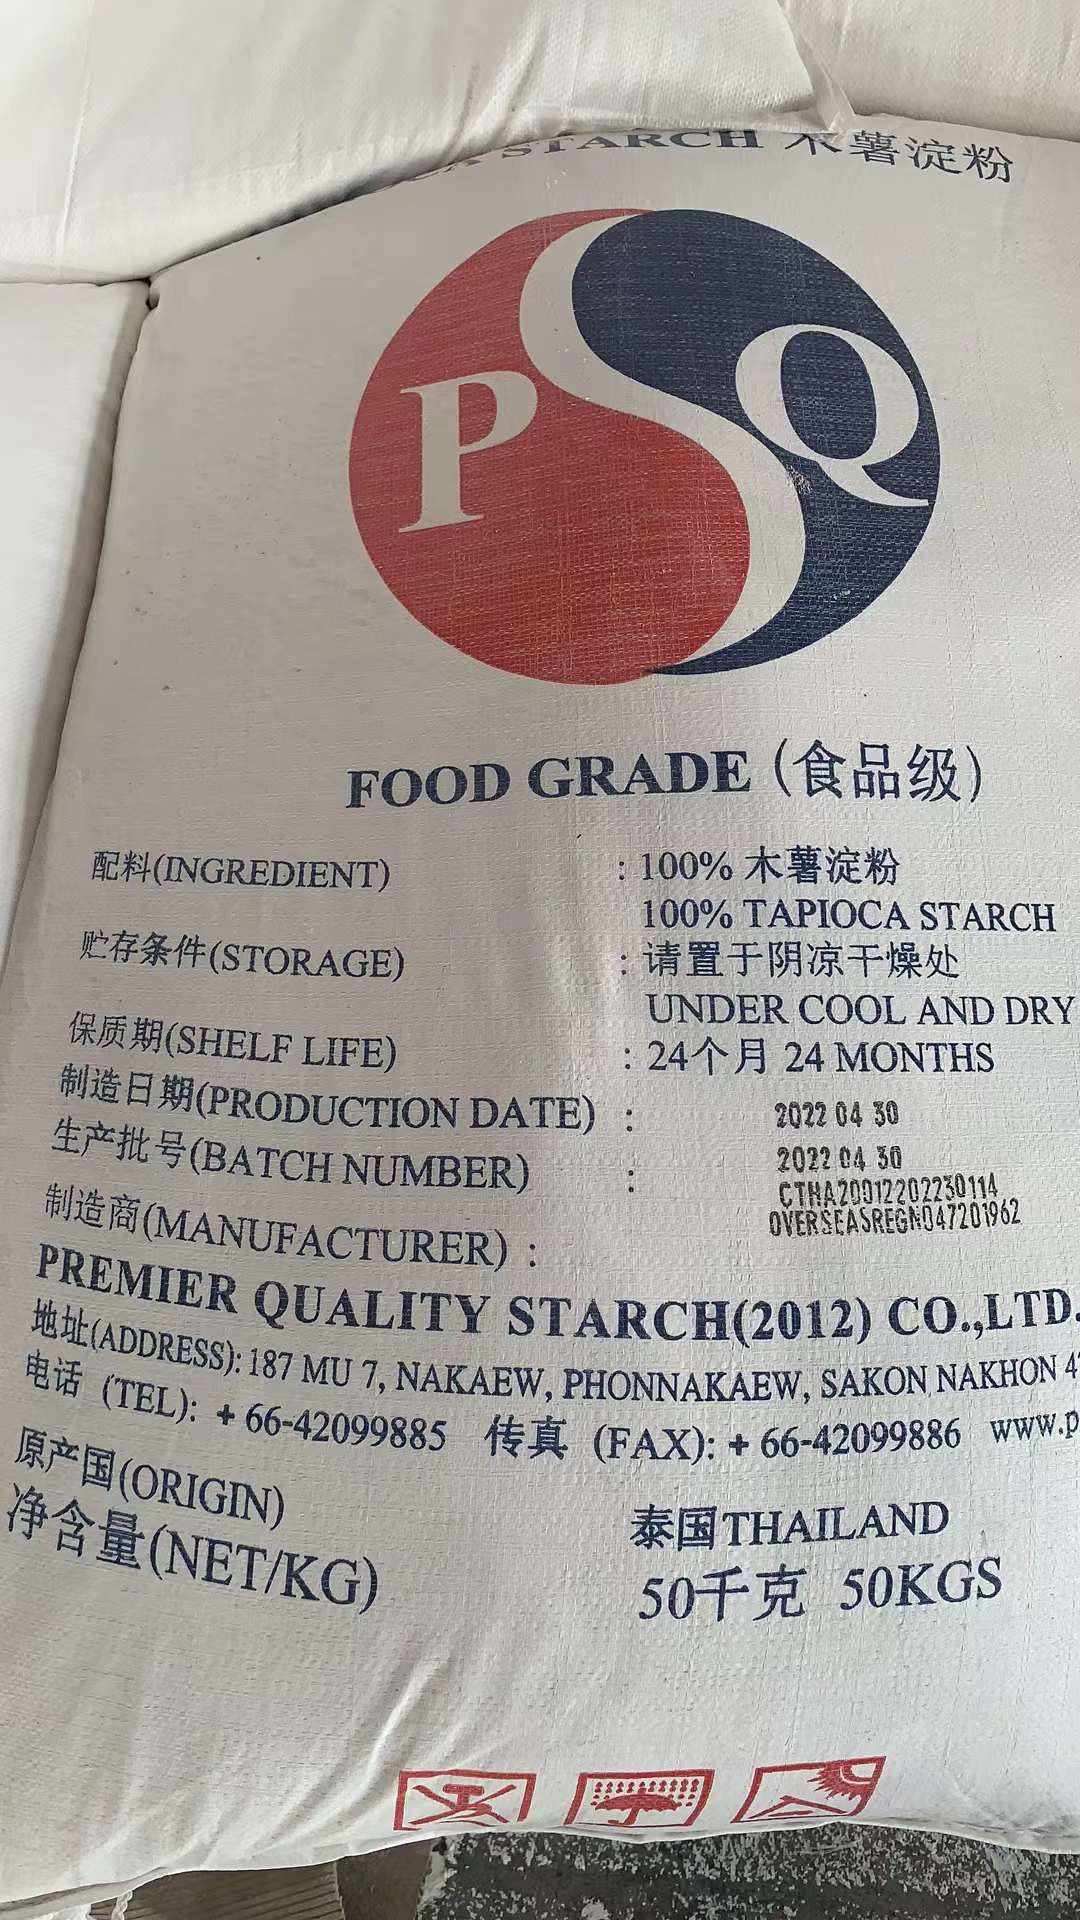 STARCH 木薯淀粉
PSQ
FOOD GRADE (食品级)
配料(INGREDIENT) : 100% 木薯淀粉
100% TAPIOCA STARCH
贮存条件(STORAGE) : 请置于阴凉干燥处
UNDER COOL AND DRY
保质期(SHELF LIFE) : 24个月 24 MONTHS
制造日期(PRODUCTION DATE) : 2022 04 30
生产批号(BATCH NUMBER) : 2022 04 30
CTHA20012202230114
OVERSEASREGN047201962
制造商(MANUFACTURER) :
PREMIER QUALITY STARCH(2012) CO.,LTD.
地址(ADDRESS): 187 MU 7, NAKAEW, PHONNAKAEW, SAKON NAKHON
电话 (TEL): + 66-42099885 传真 (FAX): + 66-42099886 www.p
原产国(ORIGIN) 泰国THAILAND
净含量(NET/KG) 50千克 50KGS